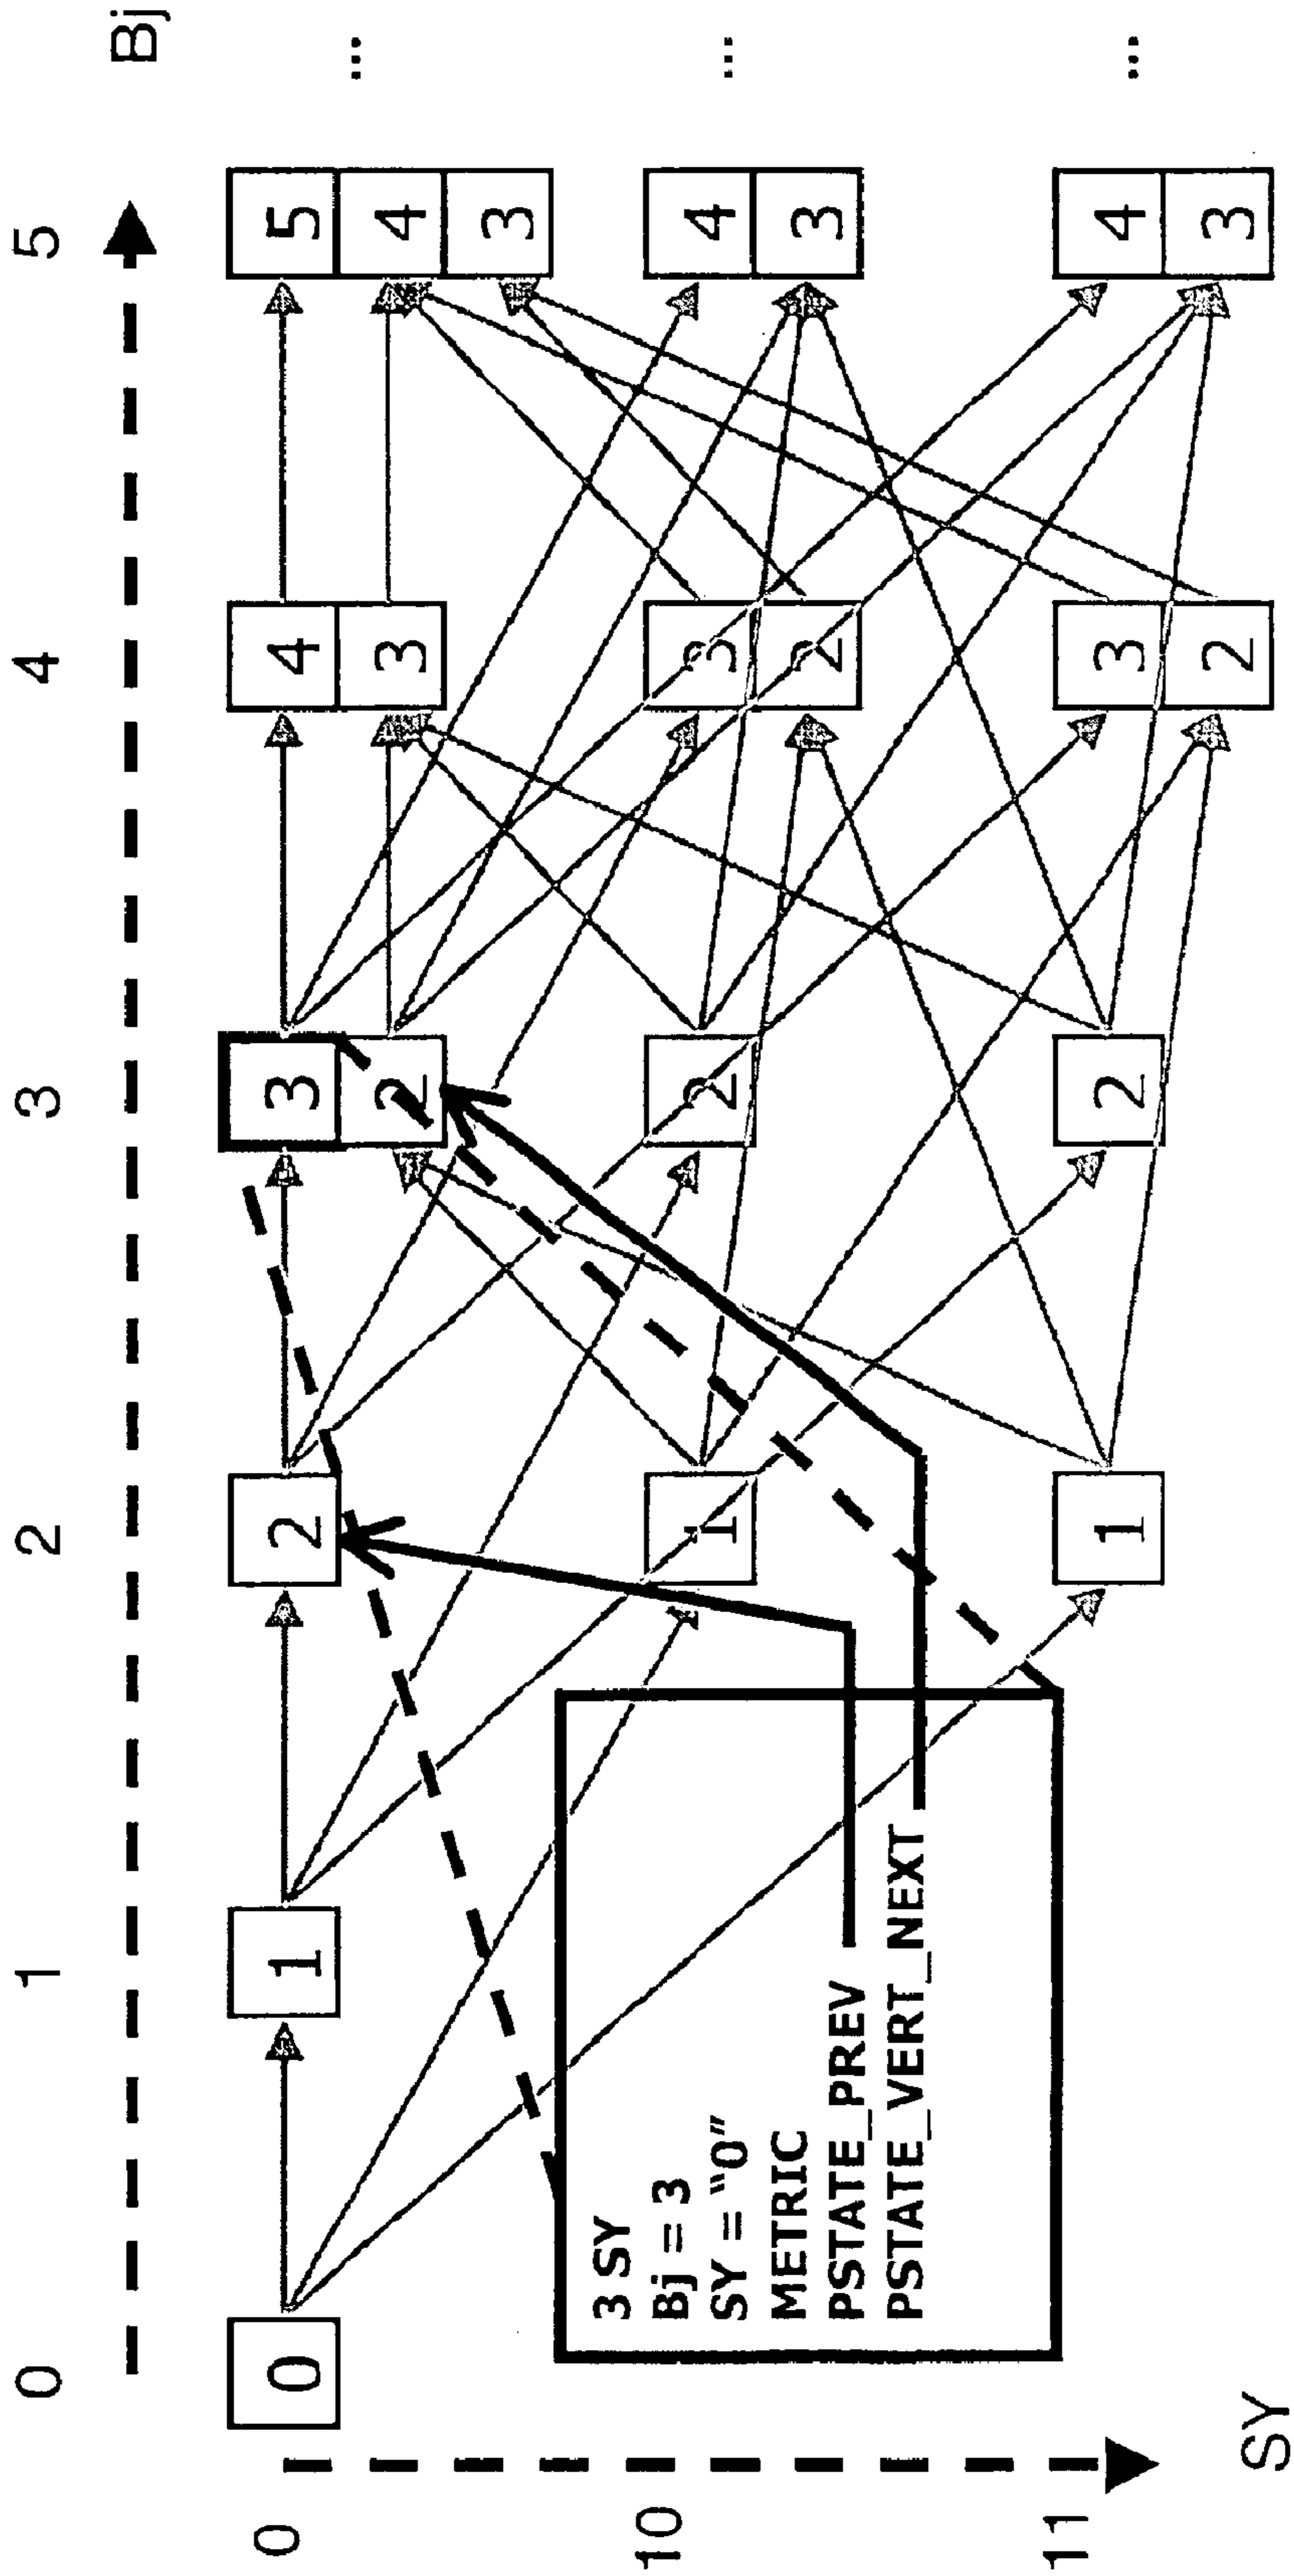 0 1 2 3 4 5 Bj
0 0 1 2 3 4 5 ...
2 3 4
3
10 1 2 3 4 ...
2 3
11 1 2 3 4 ...
2 3
SY
3 SY
Bj = 3
SY = “0”
METRIC
PSTATE_PREV
PSTATE_VERT_NEXT